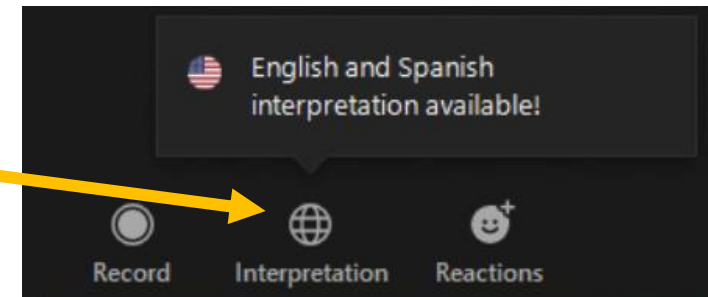 English and Spanish
interpretation available!
Record
Interpretation
Reactions